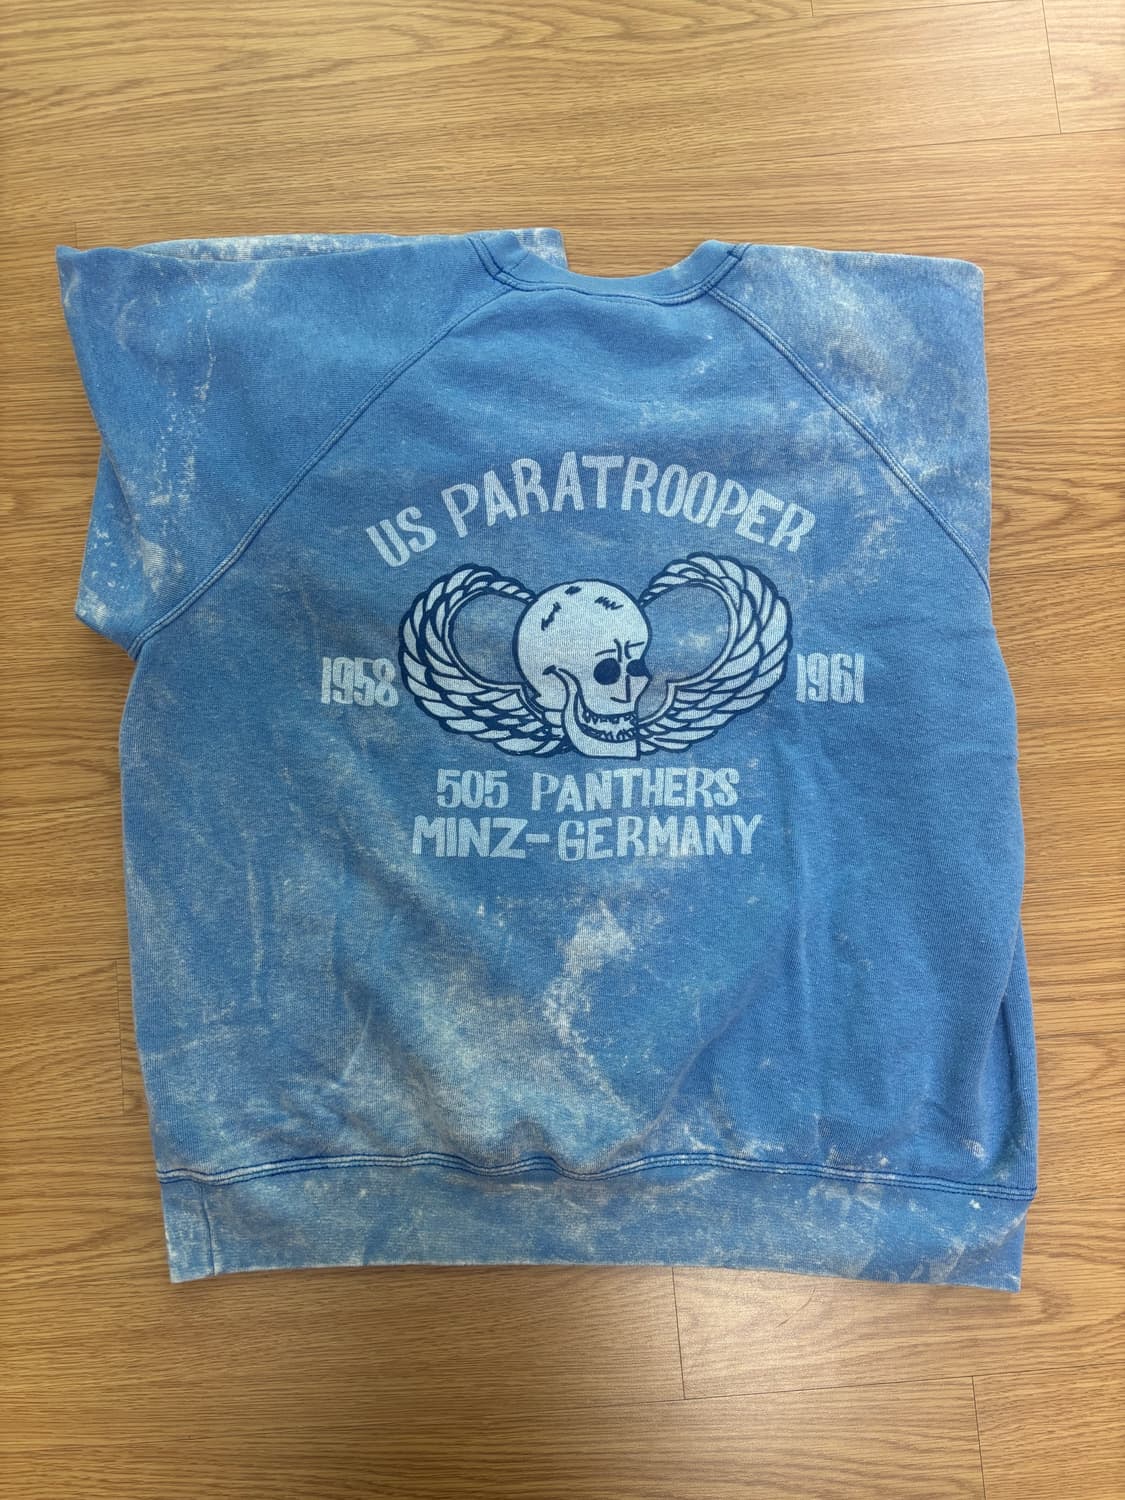 US PARATROOPER
1958 1961
505 PANTHERS
MINZ-GERMANY